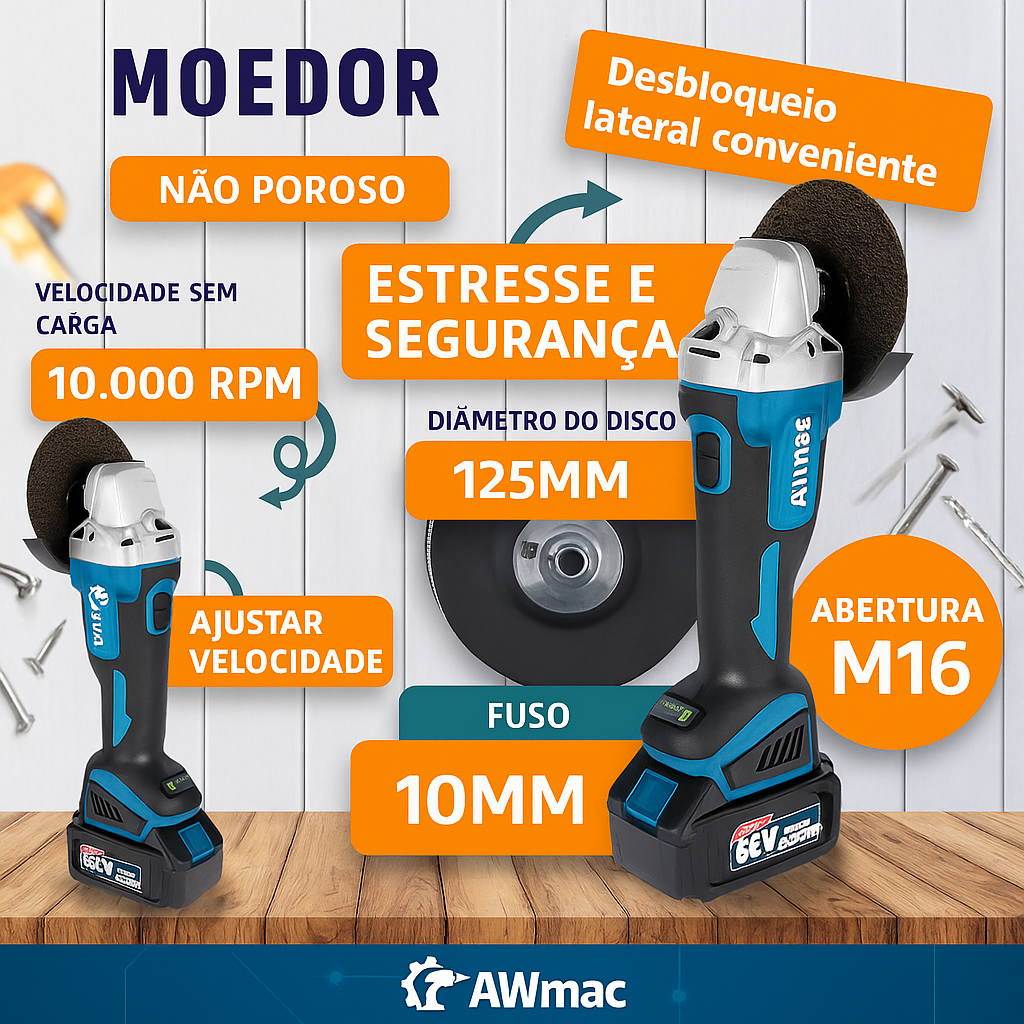 MOEDOR
Desbloqueio
lateral conveniente
NÃO POROSO
ESTRESSE E
SEGURANÇA
VELOCIDADE SEM
CARGA
10.000 RPM
DIÂMETRO DO DISCO
125MM
AJUSTAR
VELOCIDADE
ABERTURA
M16
FUSO
10MM
AWmac